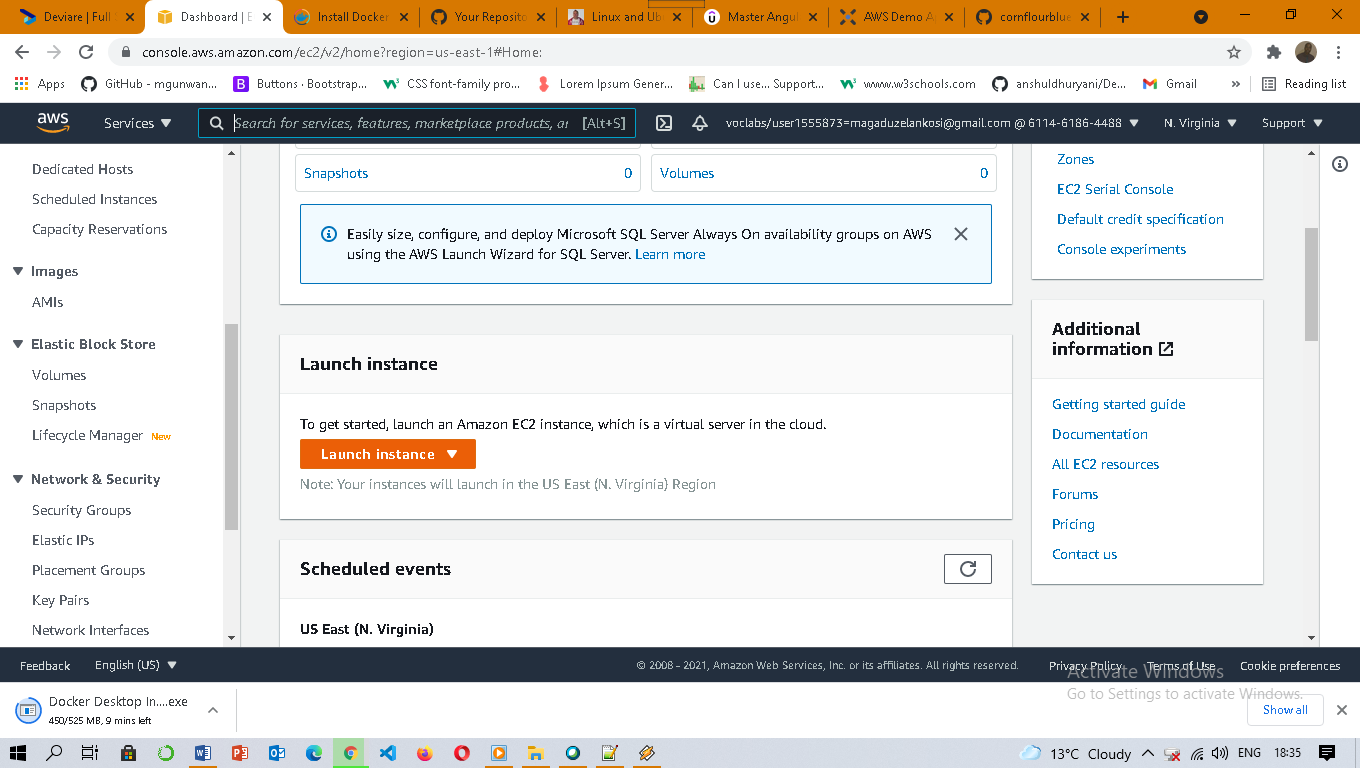 Deviare | Full
Dashboard | E
Install Docker
Your Reposito
Linux and Ub
Master Angul
AWS Demo A
cornflourblue
console.aws.amazon.com/ec2/v2/home?region=us-east-1#Home:
Apps
GitHub - mgunwan...
Buttons · Bootstrap...
CSS font-family pro...
Lorem Ipsum Gener...
Can I use... Support...
www.w3schools.com
anshuldhuryani/De...
Gmail
»
Reading list
aws
Services
Search for services, features, marketplace products, ar
[Alt+S]
voclabs/user1555873=magaduzelankosi@gmail.com @ 6114-6186-4488
N. Virginia
Support
Dedicated Hosts
Scheduled Instances
Capacity Reservations
Images
AMIs
Elastic Block Store
Volumes
Snapshots
Lifecycle Manager New
Network & Security
Security Groups
Elastic IPs
Placement Groups
Key Pairs
Network Interfaces
Snapshots 0
Volumes 0
Easily size, configure, and deploy Microsoft SQL Server Always On availability groups on AWS
using the AWS Launch Wizard for SQL Server. Learn more
Launch instance
To get started, launch an Amazon EC2 instance, which is a virtual server in the cloud.
Launch instance
Note: Your instances will launch in the US East (N. Virginia) Region
Scheduled events
US East (N. Virginia)
Zones
EC2 Serial Console
Default credit specification
Console experiments
Additional
information
Getting started guide
Documentation
All EC2 resources
Forums
Pricing
Contact us
Feedback
English (US)
© 2008 - 2021, Amazon Web Services, Inc. or its affiliates. All rights reserved.
Privacy Policy
Terms of Use
Cookie preferences
Activate Windows
Go to Settings to activate Windows.
Docker Desktop In....exe
450/525 MB, 9 mins left
Show all
13°C Cloudy
ENG
18:35